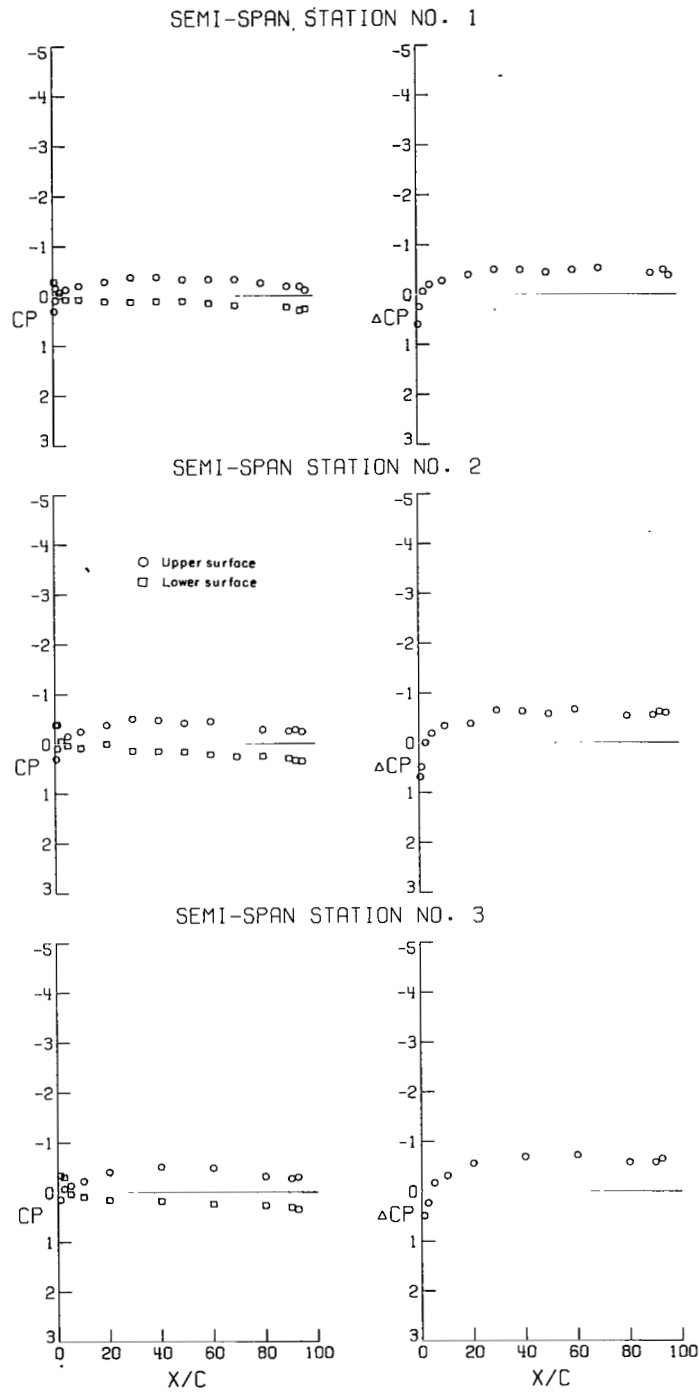 SEMI-SPAN STATION NO. 1
-5 -5
-4 -4
-3 -3
-2 -2
-1 -1
0 0
CP ΔCP
1 1
2 2
3 3
SEMI-SPAN STATION NO. 2
-5 -5
-4 -4
Upper surface
Lower surface
-3 -3
-2 -2
-1 -1
0 0
CP ΔCP
1 1
2 2
3 3
SEMI-SPAN STATION NO. 3
-5 -5
-4 -4
-3 -3
-2 -2
-1 -1
0 0
CP ΔCP
1 1
2 2
3 3
0 20 40 60 80 100 0 20 40 60 80 100
X/C X/C